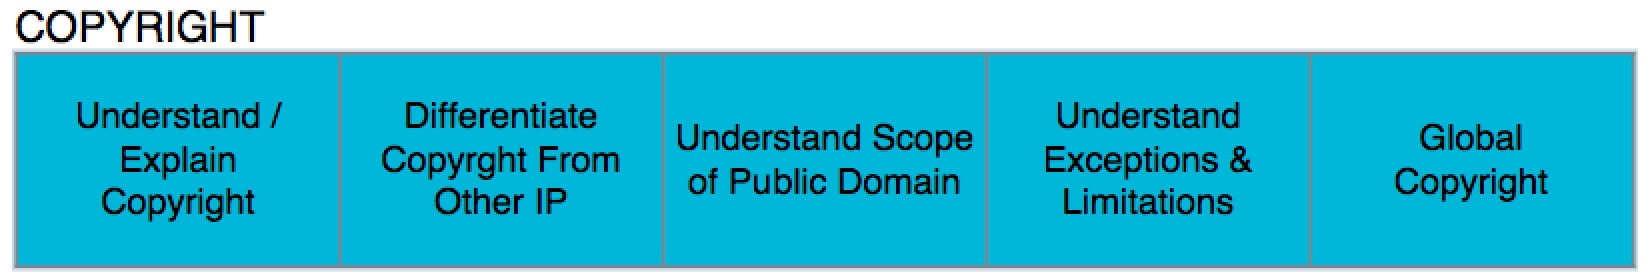 COPYRIGHT
Understand /
Explain
Copyright
Differentiate
Copyrght From
Other IP
Understand Scope
of Public Domain
Understand
Exceptions &
Limitations
Global
Copyright